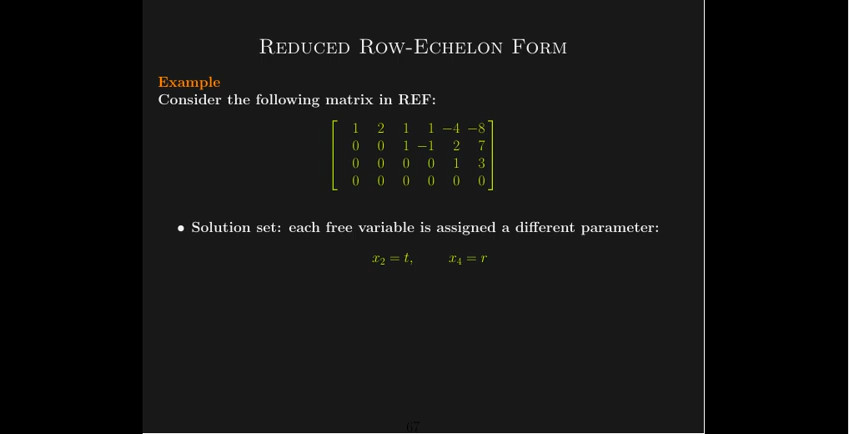 Reduced Row-Echelon Form
Example
Consider the following matrix in REF:
1 2 1 1 −4 −8
0 0 1 −1 2 7
0 0 0 0 1 3
0 0 0 0 0 0
• Solution set: each free variable is assigned a different parameter:
x₂ = t, x₄ = r
67